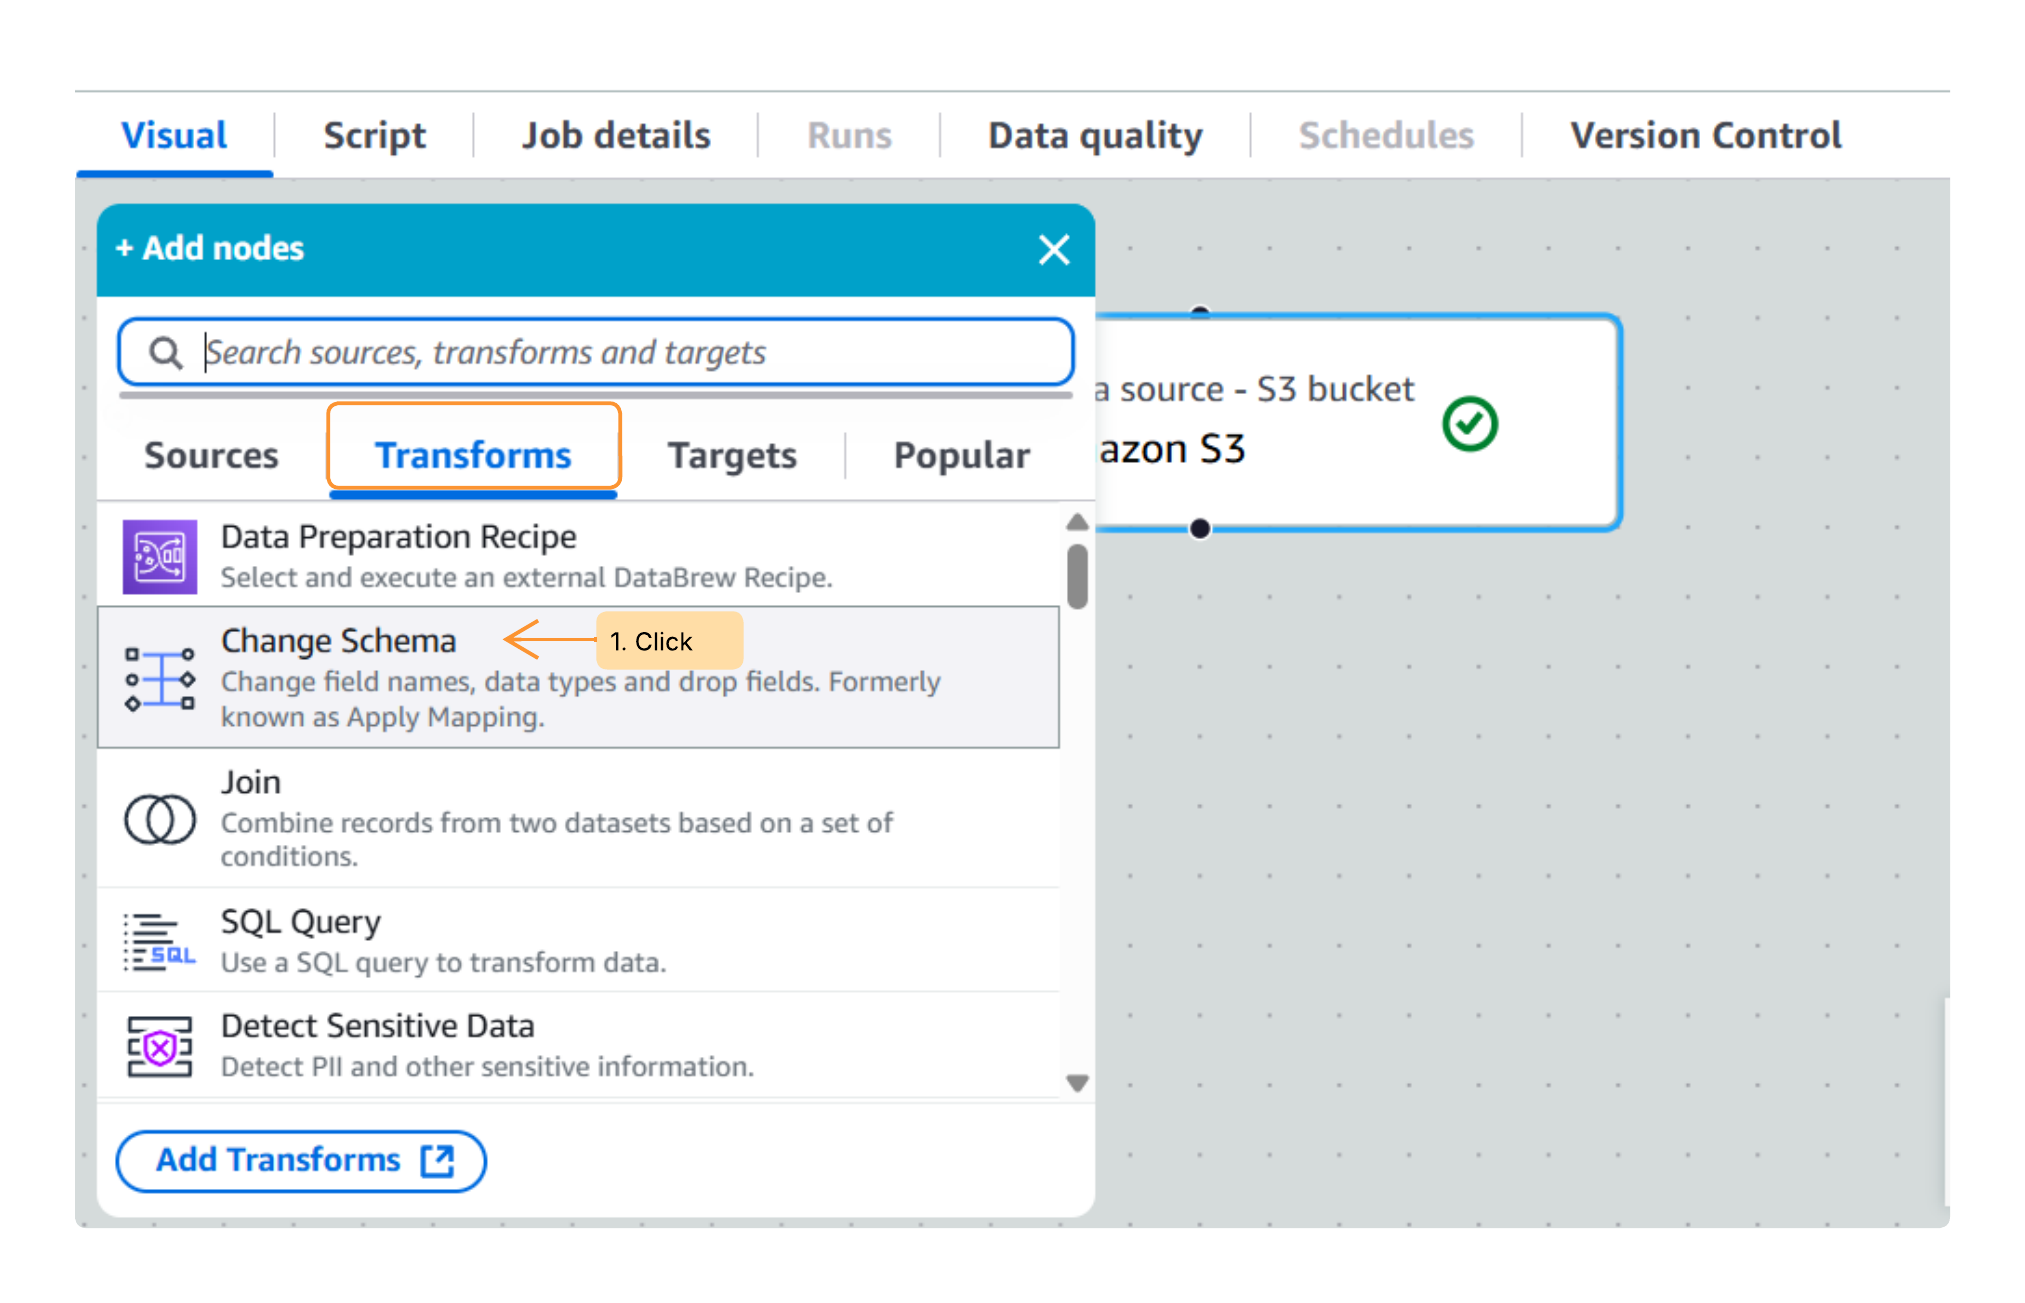 Visual
Script
Job details
Runs
Data quality
Schedules
Version Control
+ Add nodes
Search sources, transforms and targets
Sources
Transforms
Targets
Popular
Data Preparation Recipe
Select and execute an external DataBrew Recipe.
Change Schema
1. Click
Change field names, data types and drop fields. Formerly
known as Apply Mapping.
Join
Combine records from two datasets based on a set of
conditions.
SQL Query
SQL
Use a SQL query to transform data.
Detect Sensitive Data
Detect PII and other sensitive information.
Add Transforms
a source - S3 bucket
azon S3